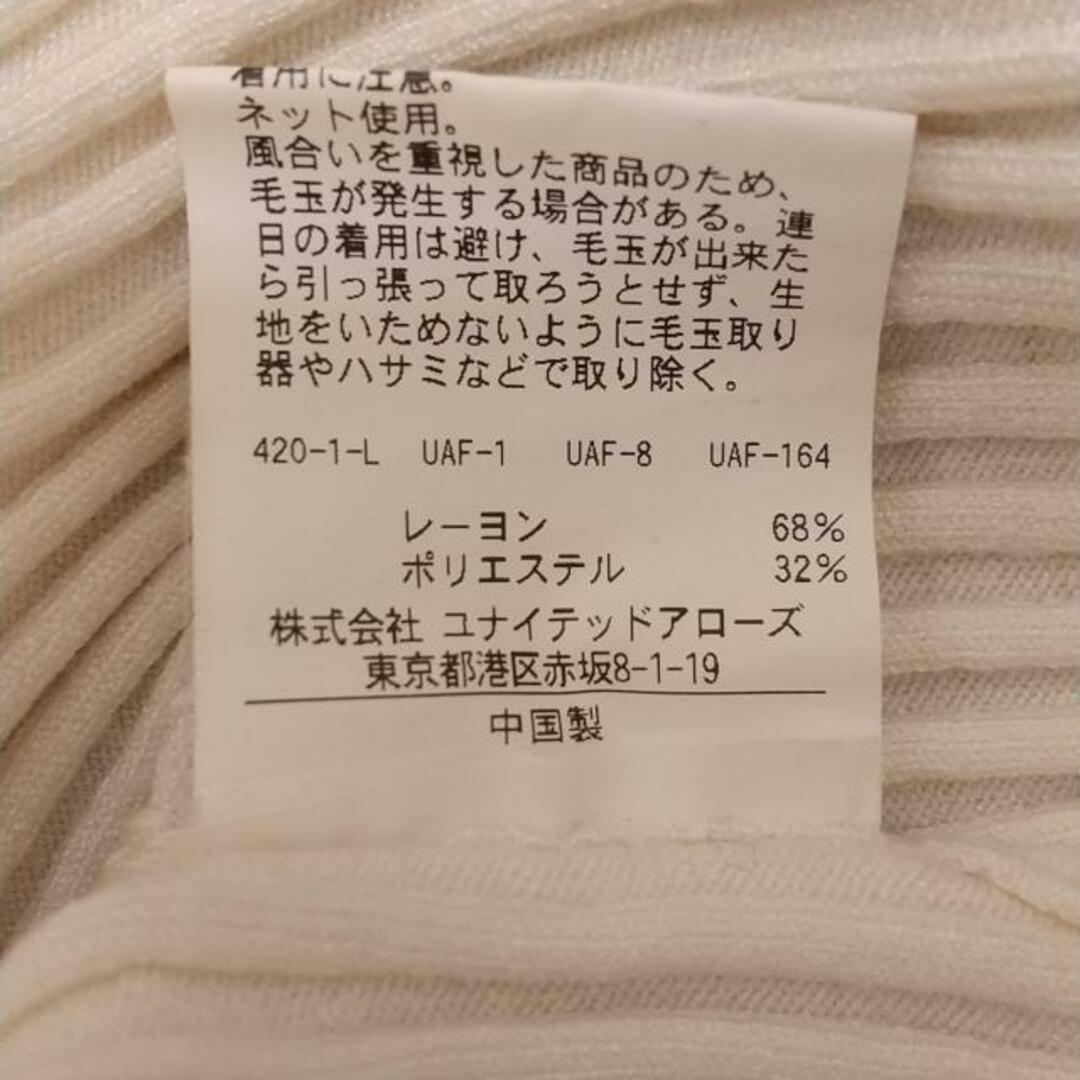 着用に注意。
ネット使用。
風合いを重視した商品のため、
毛玉が発生する場合がある。連
日の着用は避け、毛玉が出来た
ら引っ張って取ろうとせず、生
地をいためないように毛玉取り
器やハサミなどで取り除く。
420-1-L UAF-1 UAF-8 UAF-164
レーヨン 68%
ポリエステル 32%
株式会社 ユナイテッドアローズ
東京都港区赤坂8-1-19
中国製